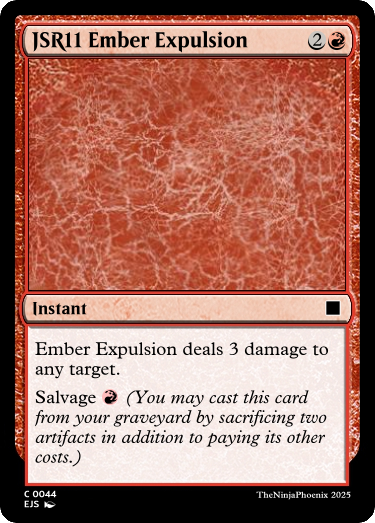 JSR11 Ember Expulsion 2
Instant
Ember Expulsion deals 3 damage to
any target.
Salvage (You may cast this card
from your graveyard by sacrificing two
artifacts in addition to paying its other
costs.)
C 0044
EJS
TheNinjaPhoenix 2025